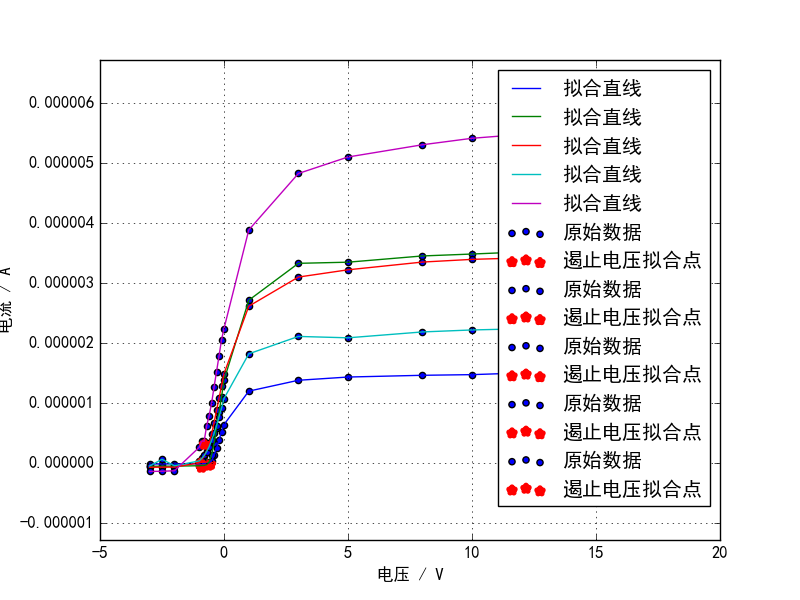 0.000006
0.000005
0.000004
0.000003
0.000002
0.000001
0.000000
-0.000001
电流 / A
-5 0 5 10 15 20
电压 / V
拟合直线
拟合直线
拟合直线
拟合直线
拟合直线
原始数据
遏止电压拟合点
原始数据
遏止电压拟合点
原始数据
遏止电压拟合点
原始数据
遏止电压拟合点
原始数据
遏止电压拟合点